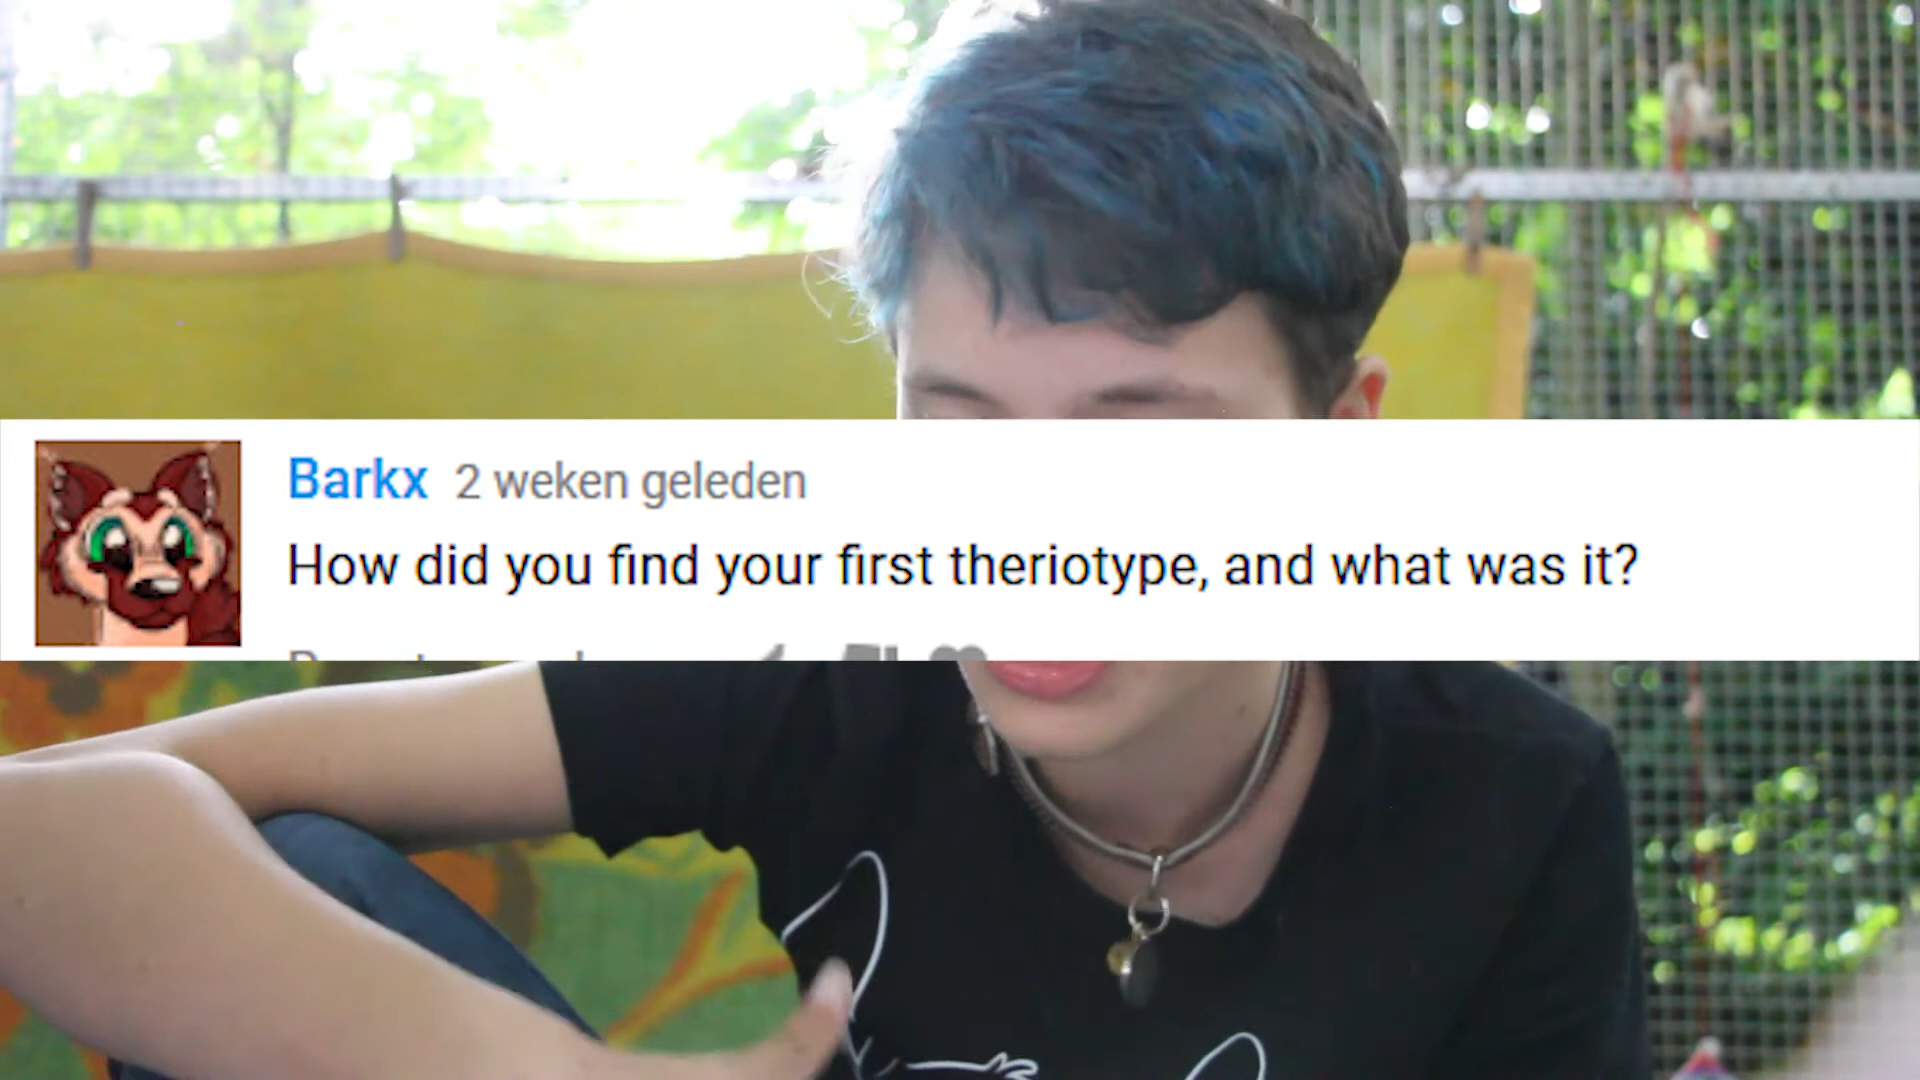 Barkx 2 weken geleden
How did you find your first theriotype, and what was it?